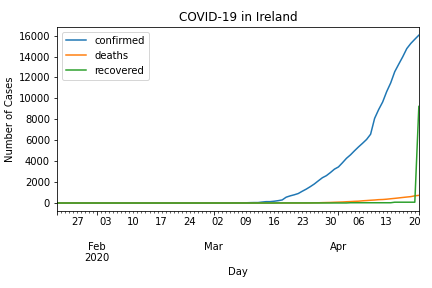 COVID-19 in Ireland
confirmed
deaths
recovered
Number of Cases
16000
14000
12000
10000
8000
6000
4000
2000
0
27 03 10 17 24 02 09 16 23 30 06 13 20
Feb Mar Apr
2020
Day